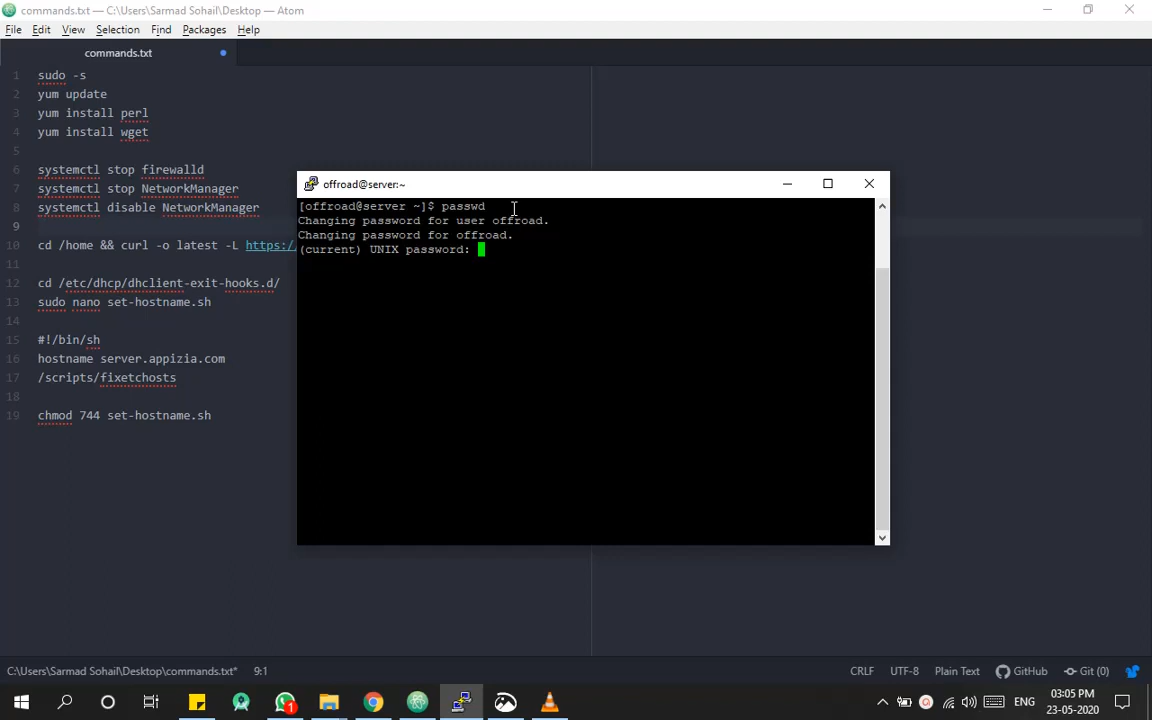 commands.txt — C:\Users\Sarmad Sohail\Desktop — Atom
File Edit View Selection Find Packages Help
commands.txt
1 sudo -s
2 yum update
3 yum install perl
4 yum install wget
5
6 systemctl stop firewalld
7 systemctl stop NetworkManager
8 systemctl disable NetworkManager
9
10 cd /home && curl -o latest -L https:/
11
12 cd /etc/dhcp/dhclient-exit-hooks.d/
13 sudo nano set-hostname.sh
14
15 #!/bin/sh
16 hostname server.appizia.com
17 /scripts/fixetchosts
18
19 chmod 744 set-hostname.sh
offroad@server:~
[offroad@server ~]$ passwd
Changing password for user offroad.
Changing password for offroad.
(current) UNIX password:
C:\Users\Sarmad Sohail\Desktop\commands.txt* 9:1 CRLF UTF-8 Plain Text GitHub Git (0)
1
ENG
03:05 PM
23-05-2020